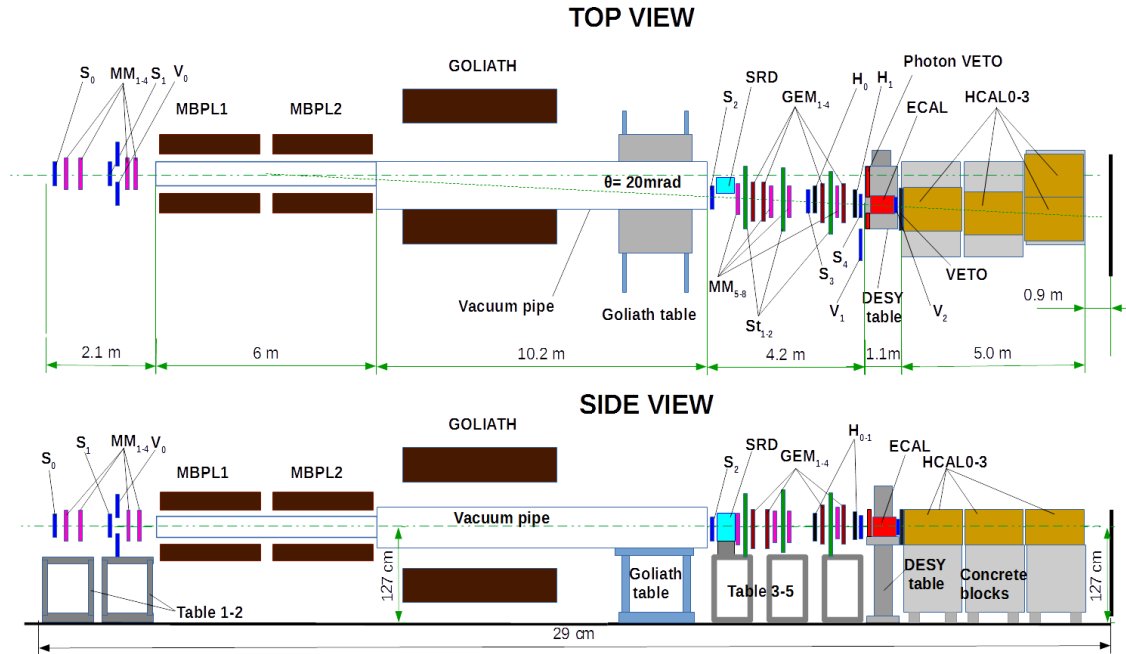 TOP VIEW
S0
MM1-4
S1
V0
MBPL1
MBPL2
GOLIATH
S2
SRD
GEM1-4
H0
H1
Photon VETO
ECAL
HCAL0-3
θ= 20mrad
Vacuum pipe
Goliath table
MM5-8
St1-2
S3
S4
V1
DESY
table
V2
VETO
0.9 m
2.1 m
6 m
10.2 m
4.2 m
1.1m
5.0 m
SIDE VIEW
S0
S1
MM1-4
V0
MBPL1
MBPL2
GOLIATH
S2
SRD
GEM1-4
H0-1
ECAL
HCAL0-3
Vacuum pipe
127 cm
Goliath
table
Table 3-5
DESY
table
Concrete
blocks
127 cm
Table 1-2
29 cm